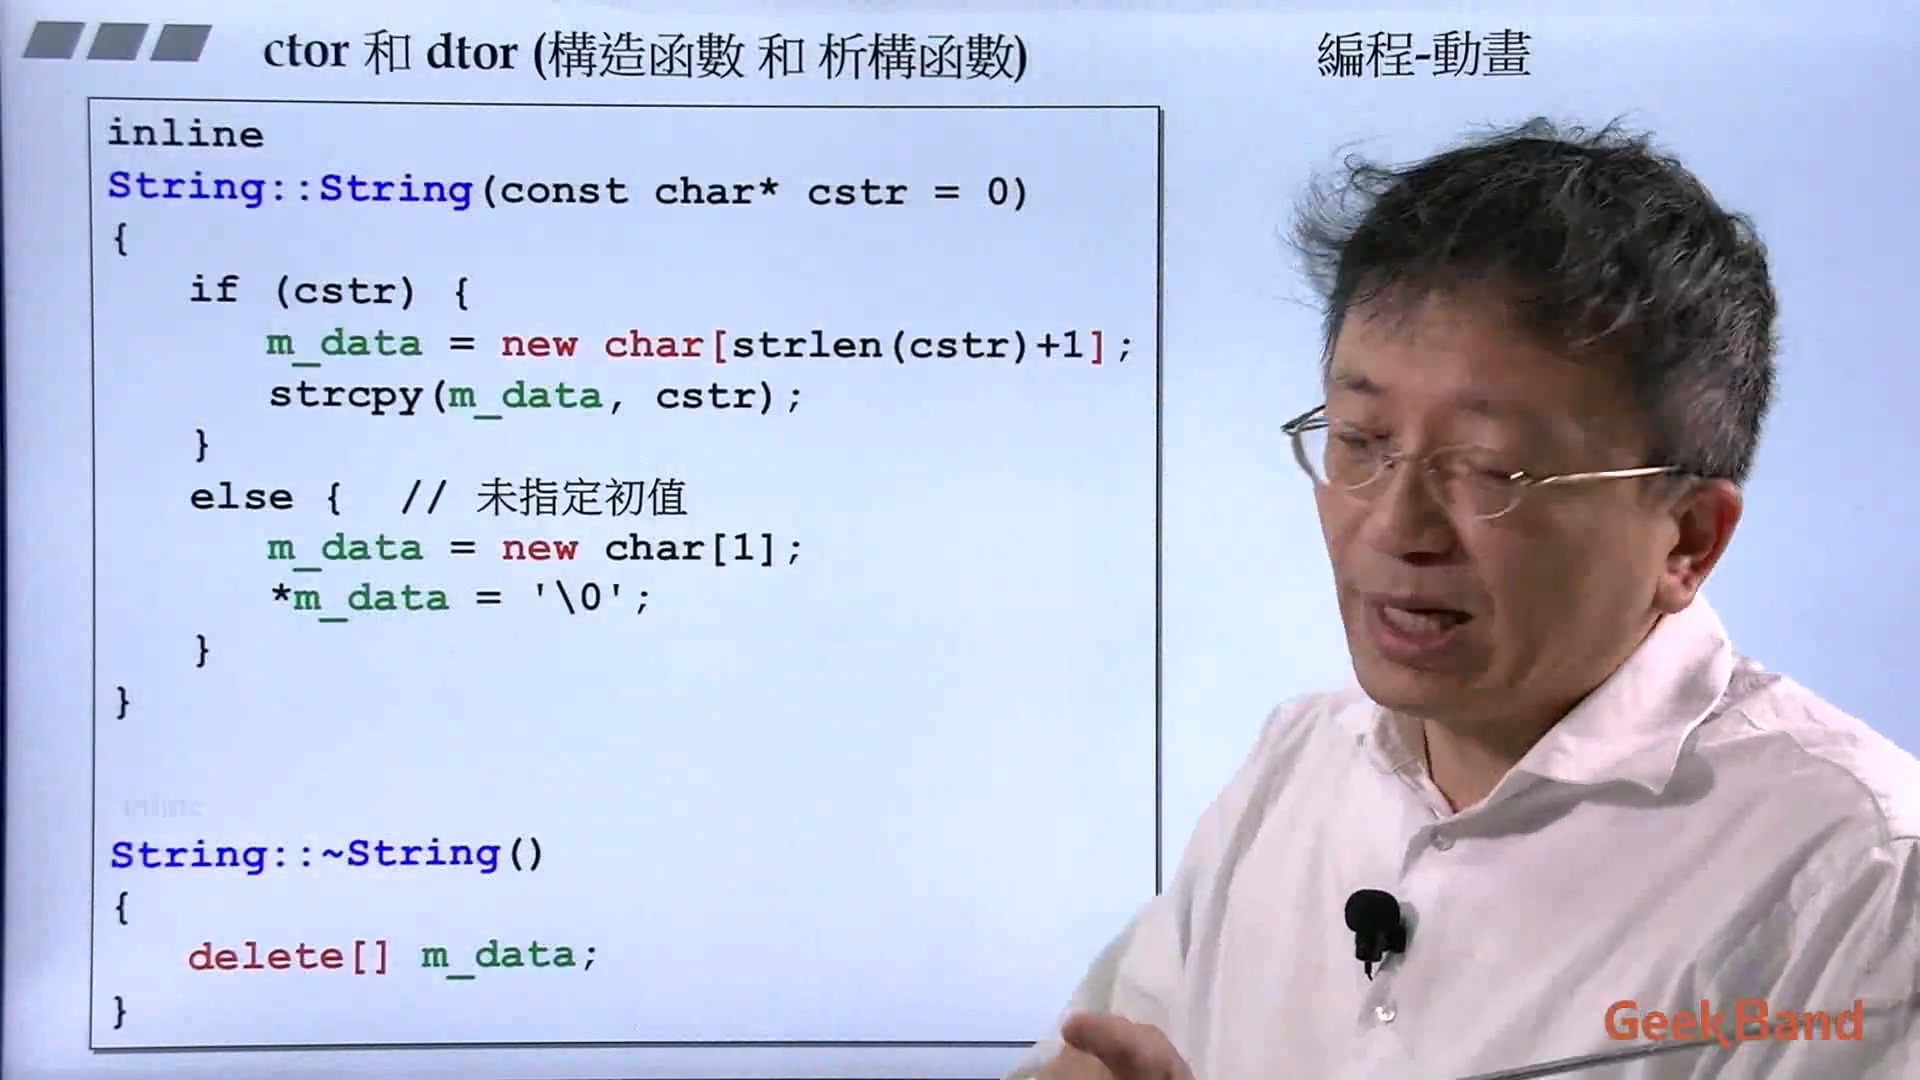 ctor 和 dtor (構造函數 和 析構函數)
編程-動畫
inline
String::String(const char* cstr = 0)
{
if (cstr) {
m_data = new char[strlen(cstr)+1];
strcpy(m_data, cstr);
}
else { // 未指定初值
m_data = new char[1];
*m_data = '\0';
}
}
inline
String::~String()
{
delete[] m_data;
}
GeekBand